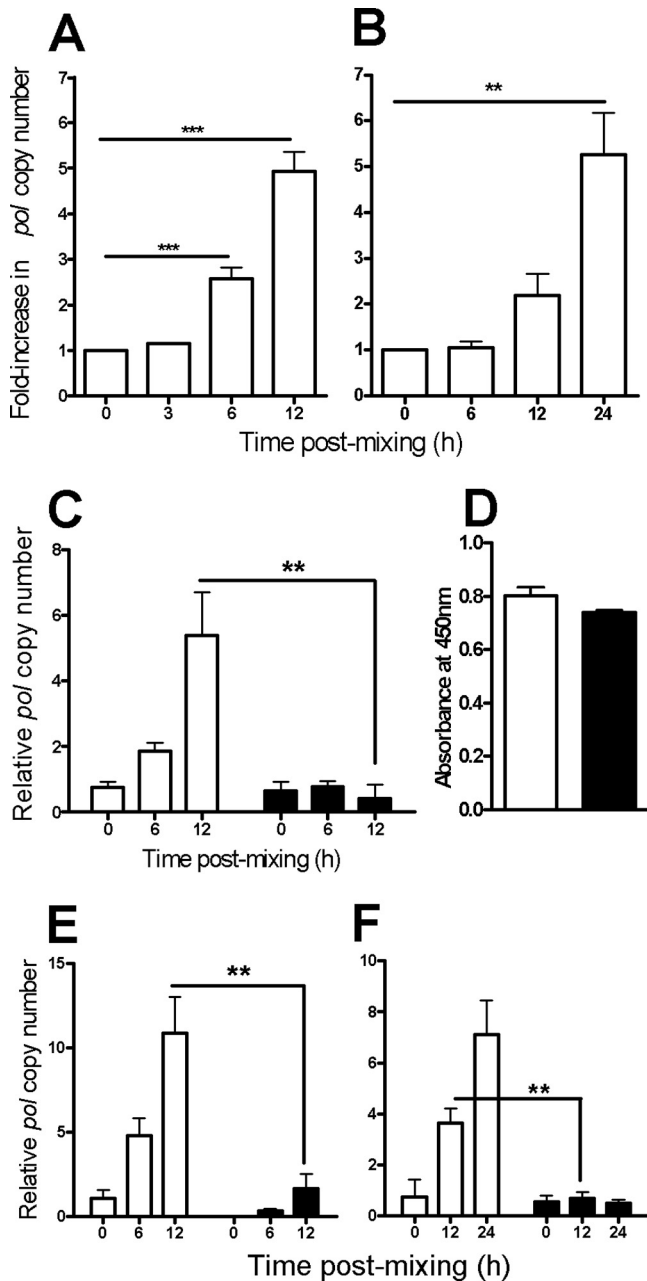 A
B
Fold-increase in pol copy number
7
6
5
4
3
2
1
0
***
***
0 3 6 12
7
6
5
4
3
2
1
0
**
0 6 12 24
Time post-mixing (h)
C
D
Relative pol copy number
8
6
4
2
0
**
0 6 12 0 6 12
Time post-mixing (h)
Absorbance at 450nm
1.0
0.8
0.6
0.4
0.2
0.0
E
F
Relative pol copy number
15
10
5
0
**
0 6 12 0 6 12
10
8
6
4
2
0
**
0 12 24 0 12 24
Time post-mixing (h)